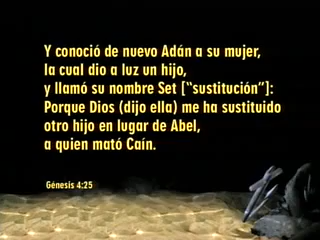 Y conoció de nuevo Adán a su mujer,
la cual dio a luz un hijo,
y llamó su nombre Set [“sustitución”]:
Porque Dios (dijo ella) me ha sustituido
otro hijo en lugar de Abel,
a quien mató Caín.
Génesis 4:25